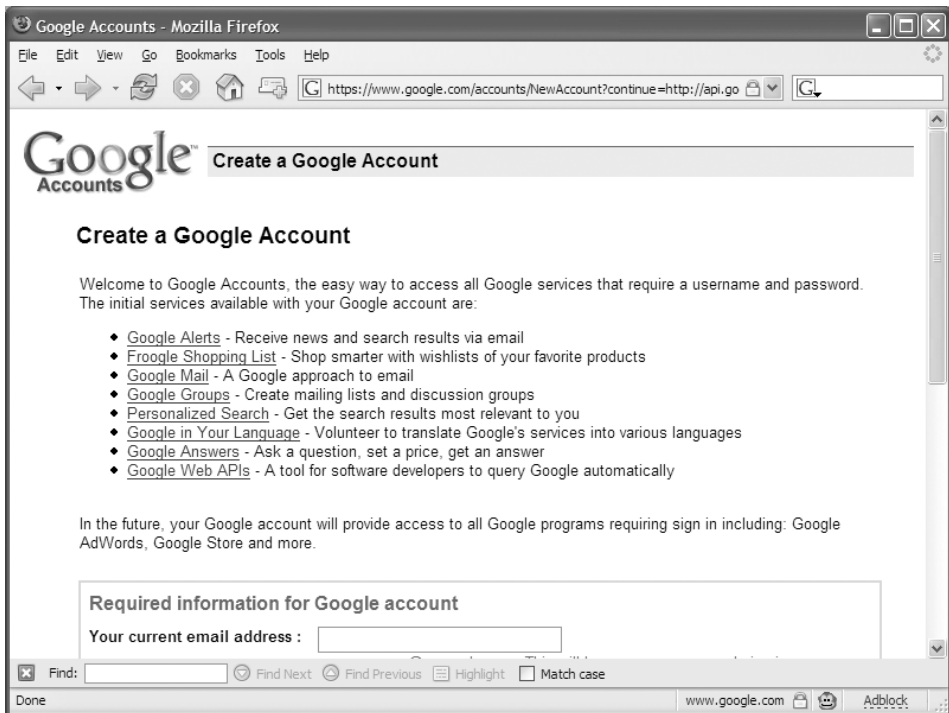 Google Accounts - Mozilla Firefox
File Edit View Go Bookmarks Tools Help
https://www.google.com/accounts/NewAccount?continue=http://api.go
Google™
Accounts
Create a Google Account
Create a Google Account
Welcome to Google Accounts, the easy way to access all Google services that require a username and password.
The initial services available with your Google account are:
Google Alerts - Receive news and search results via email
Froogle Shopping List - Shop smarter with wishlists of your favorite products
Google Mail - A Google approach to email
Google Groups - Create mailing lists and discussion groups
Personalized Search - Get the search results most relevant to you
Google in Your Language - Volunteer to translate Google's services into various languages
Google Answers - Ask a question, set a price, get an answer
Google Web APIs - A tool for software developers to query Google automatically
In the future, your Google account will provide access to all Google programs requiring sign in including: Google
AdWords, Google Store and more.
Required information for Google account
Your current email address :
Find: Find Next Find Previous Highlight Match case
Done www.google.com Adblock